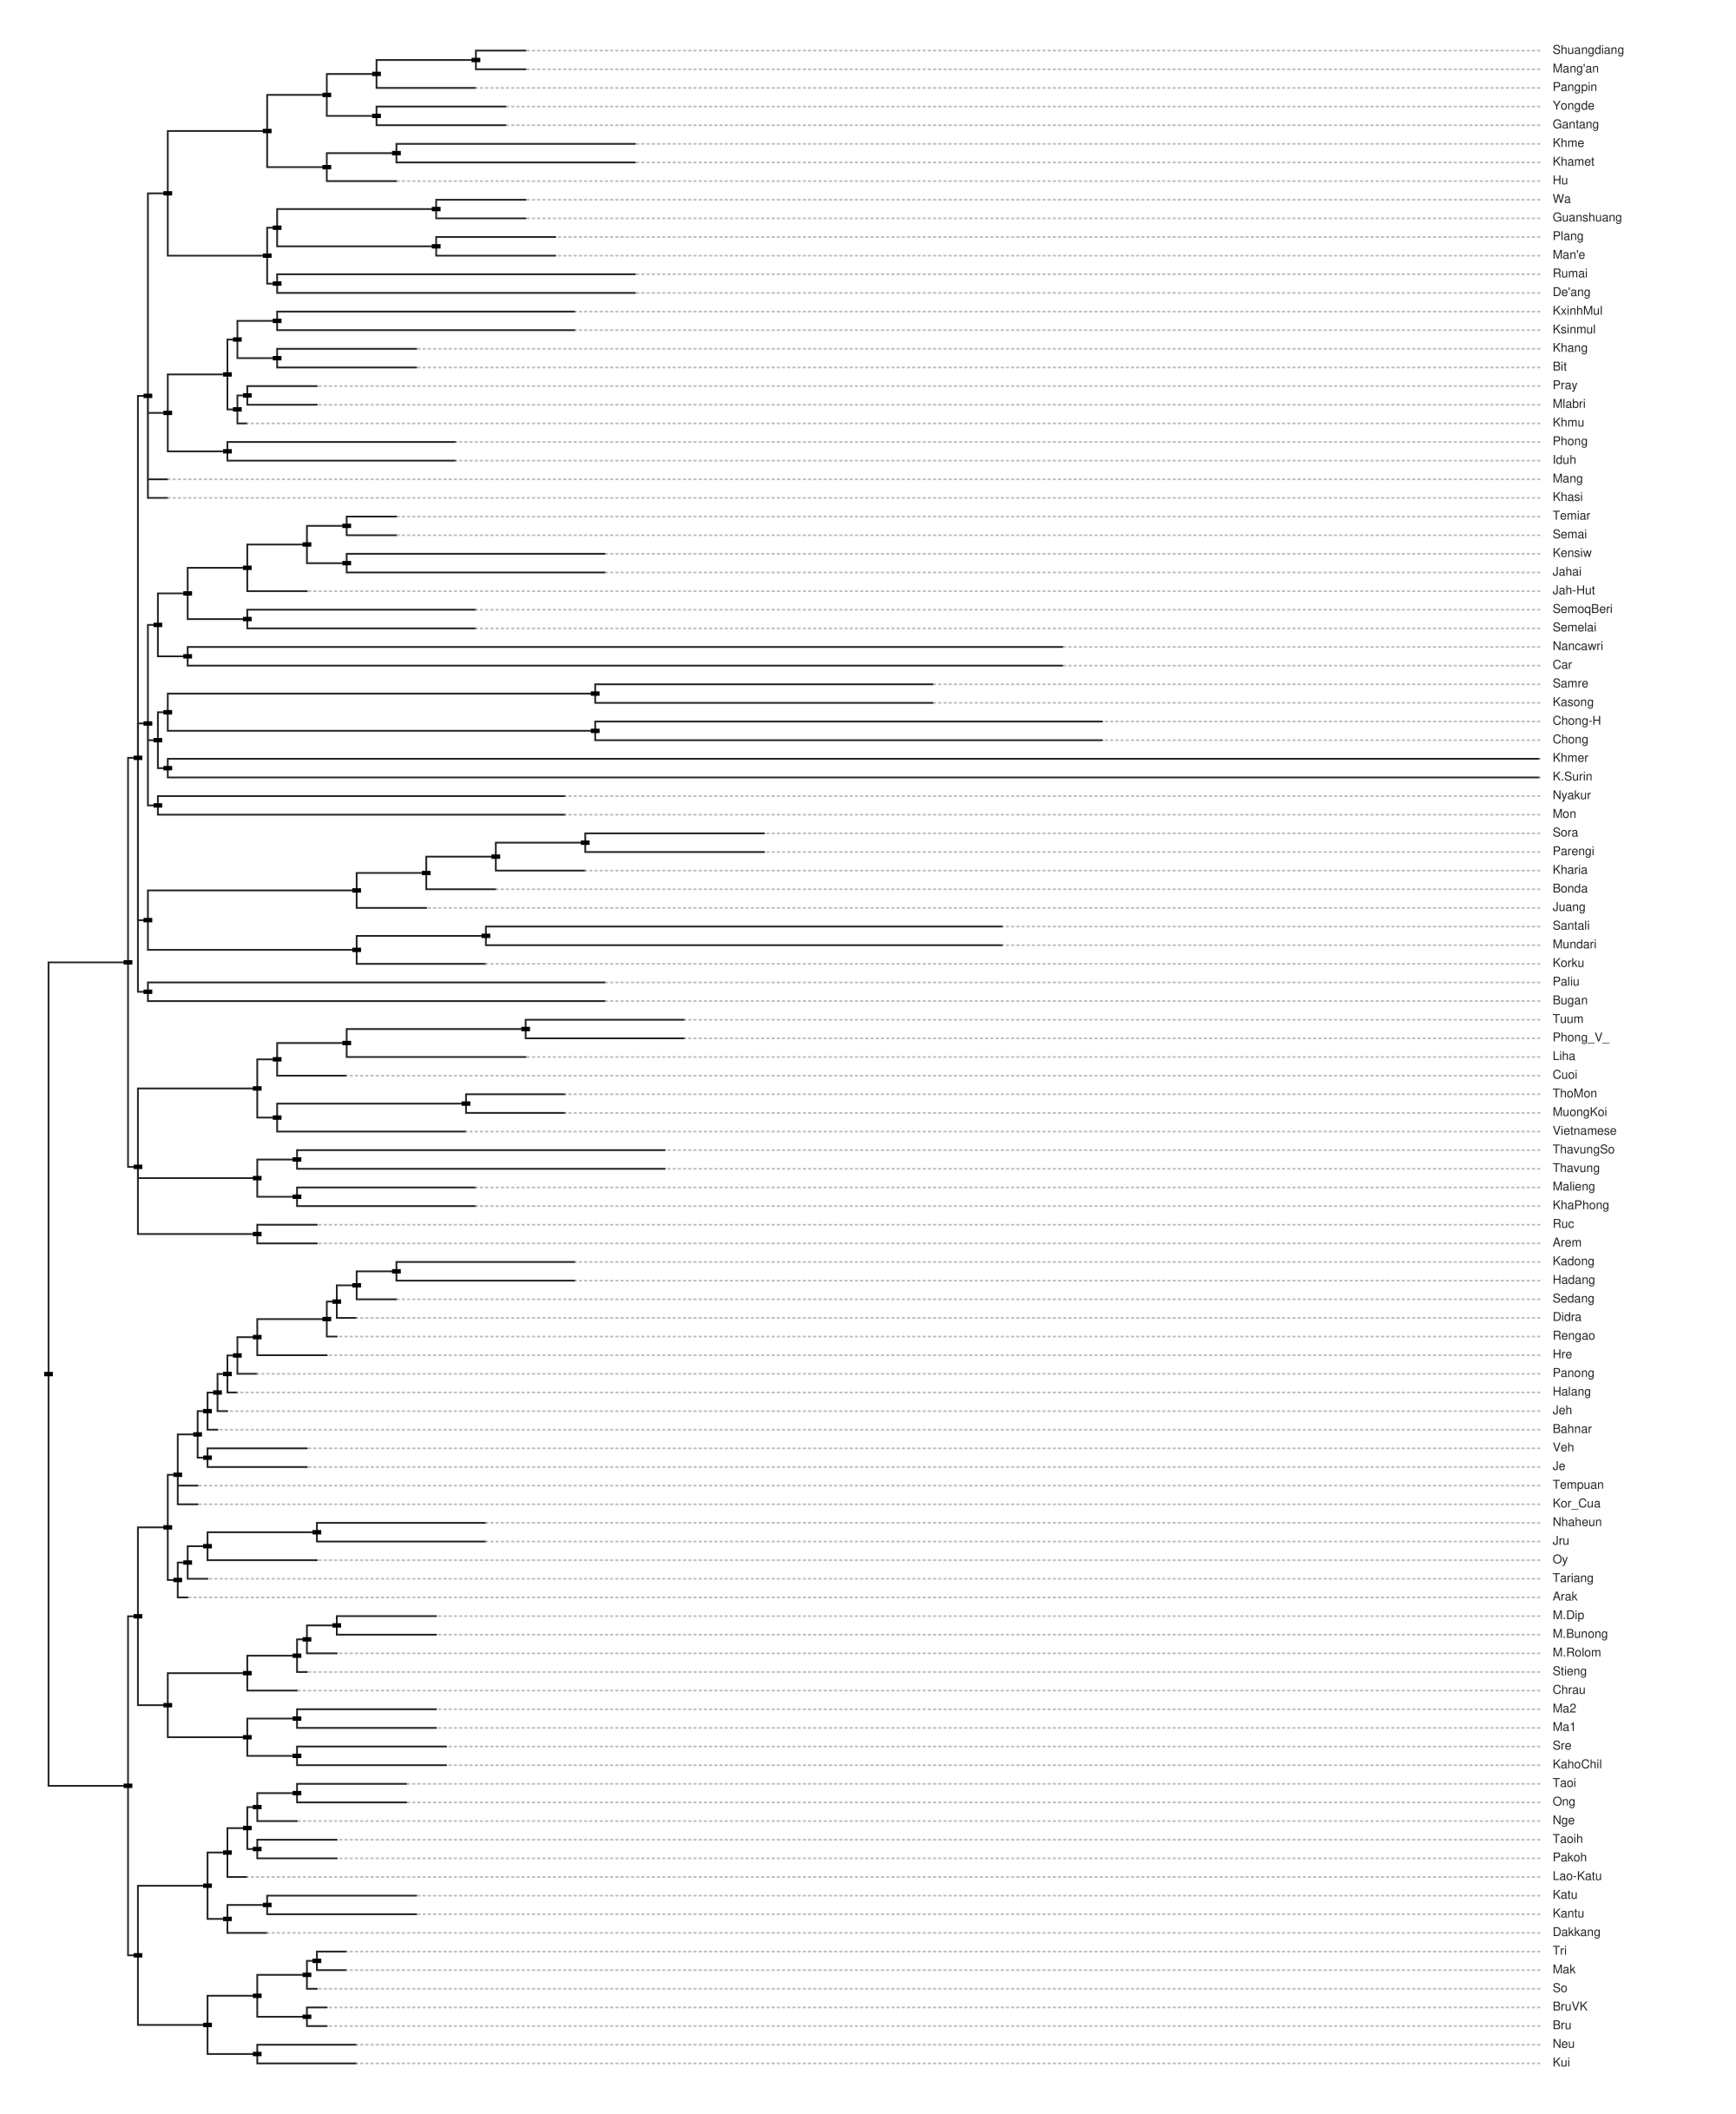 Shuangdiang
Mang'an
Pangpin
Yongde
Gantang
Khme
Khamet
Hu
Wa
Guanshuang
Plang
Man'e
Rumai
De'ang
KxinhMul
Ksinmul
Khang
Bit
Pray
Mlabri
Khmu
Phong
Iduh
Mang
Khasi
Temiar
Semai
Kensiw
Jahai
Jah-Hut
SemoqBeri
Semelai
Nancawri
Car
Samre
Kasong
Chong-H
Chong
Khmer
K.Surin
Nyakur
Mon
Sora
Parengi
Kharia
Bonda
Juang
Santali
Mundari
Korku
Paliu
Bugan
Tuum
Phong_V_
Liha
Cuoi
ThoMon
MuongKoi
Vietnamese
ThavungSo
Thavung
Malieng
KhaPhong
Ruc
Arem
Kadong
Hadang
Sedang
Didra
Rengao
Hre
Panong
Halang
Jeh
Bahnar
Veh
Je
Tempuan
Kor_Cua
Nhaheun
Jru
Oy
Tariang
Arak
M.Dip
M.Bunong
M.Rolom
Stieng
Chrau
Ma2
Ma1
Sre
KahoChil
Taoi
Ong
Nge
Taoih
Pakoh
Lao-Katu
Katu
Kantu
Dakkang
Tri
Mak
So
BruVK
Bru
Neu
Kui